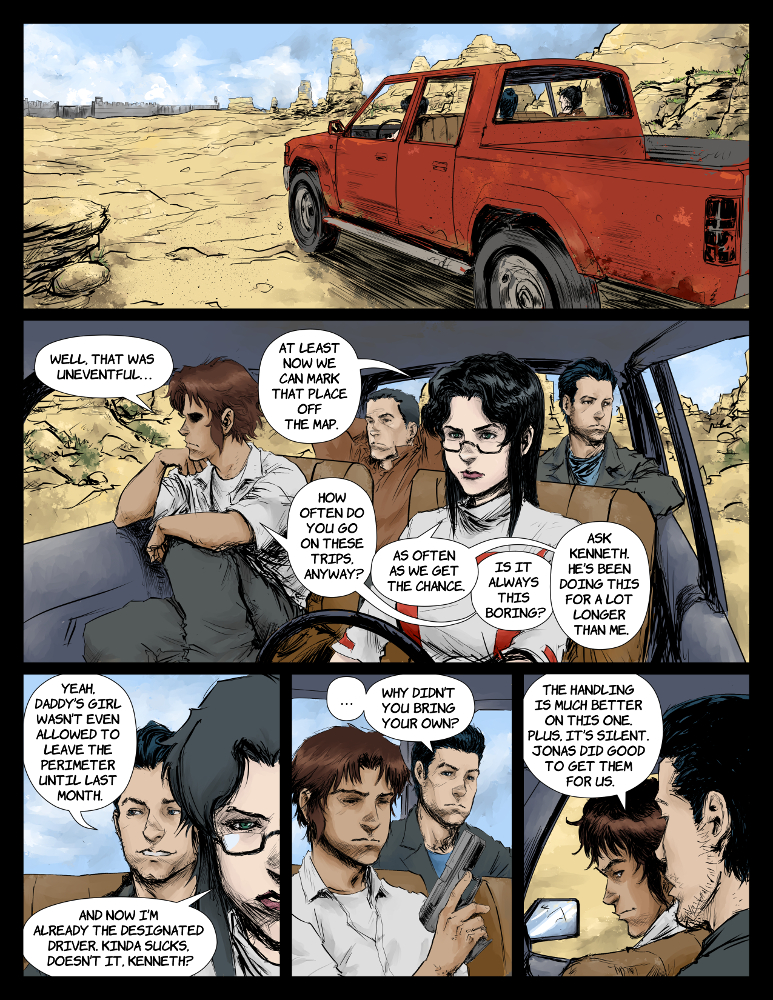 WELL, THAT WAS
UNEVENTFUL...
AT LEAST
NOW WE
CAN MARK
THAT PLACE
OFF
THE MAP.
HOW
OFTEN DO
YOU GO
ON THESE
TRIPS,
ANYWAY?
AS OFTEN
AS WE GET
THE CHANCE.
IS IT
ALWAYS
THIS
BORING?
ASK
KENNETH.
HE'S BEEN
DOING THIS
FOR A LOT
LONGER
THAN ME.
YEAH,
DADDY'S GIRL
WASN'T EVEN
ALLOWED TO
LEAVE THE
PERIMETER
UNTIL LAST
MONTH.
AND NOW I'M
ALREADY THE DESIGNATED
DRIVER. KINDA SUCKS,
DOESN'T IT, KENNETH?
...
WHY DIDN'T
YOU BRING
YOUR OWN?
THE HANDLING
IS MUCH BETTER
ON THIS ONE.
PLUS, IT'S SILENT.
JONAS DID GOOD
TO GET THEM
FOR US.